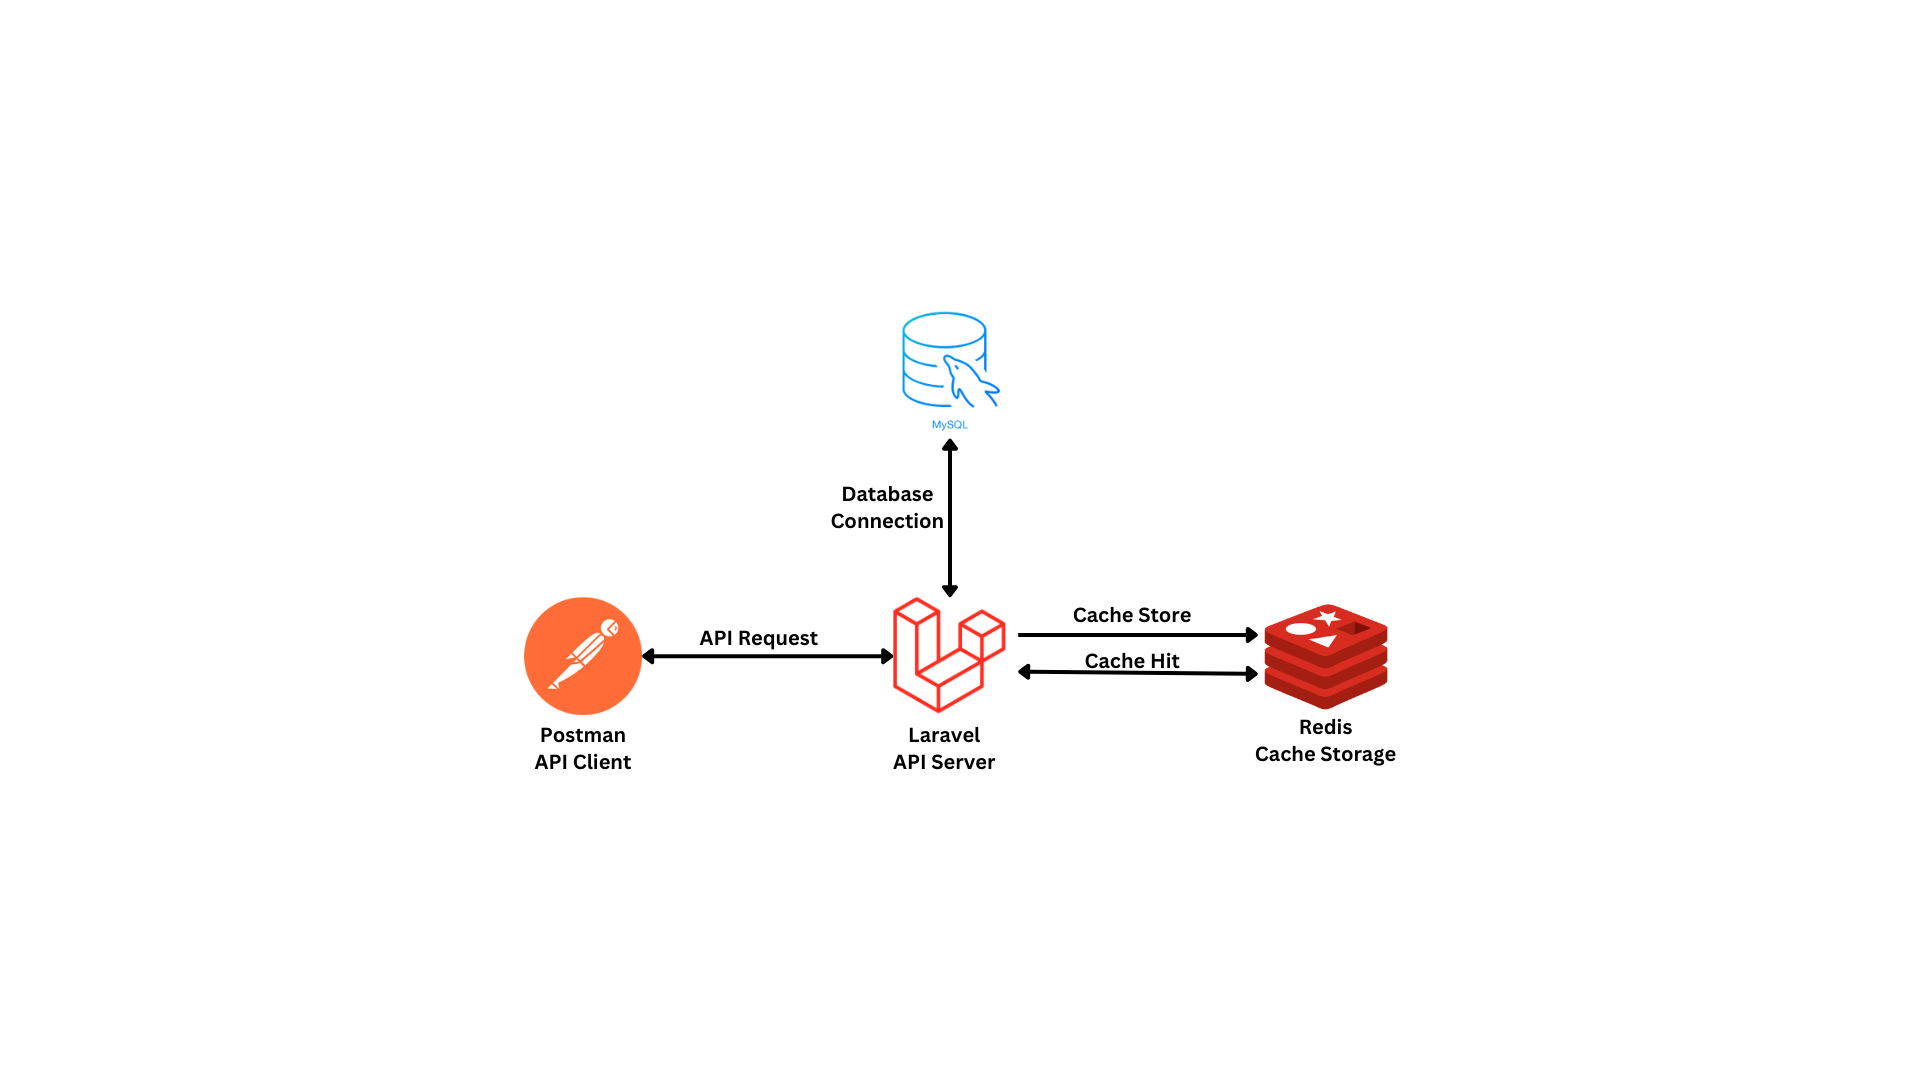 MySQL
Database
Connection
API Request
Cache Store
Cache Hit
Postman
API Client
Laravel
API Server
Redis
Cache Storage